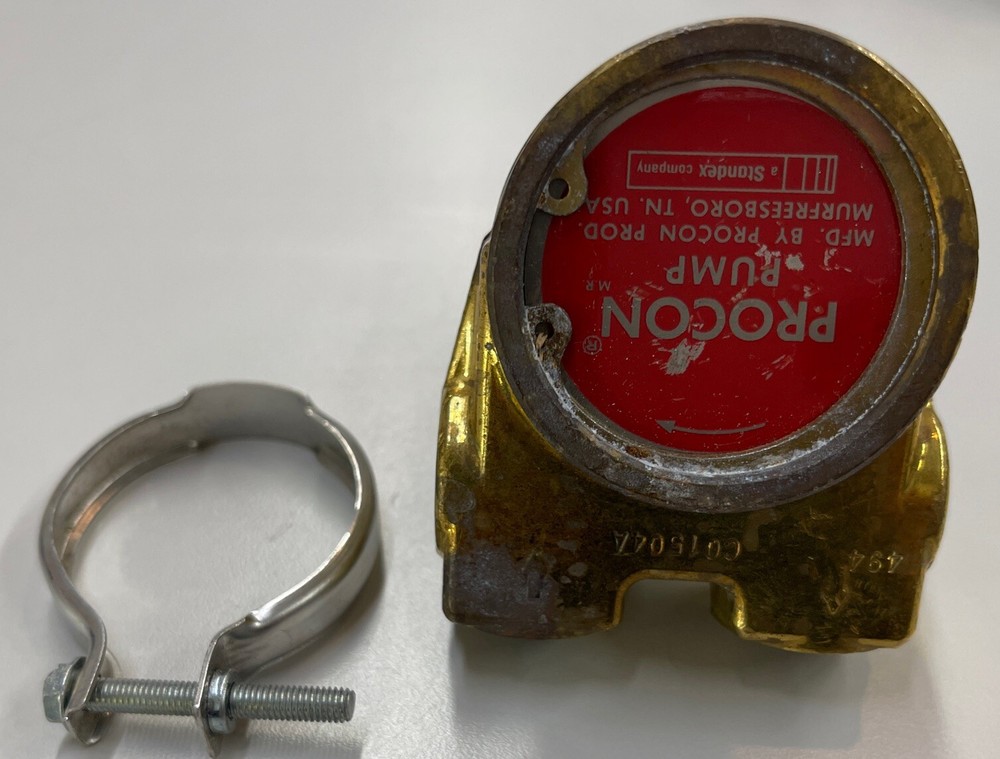 PROCON®
M.R.
PUMP
MFD. BY PROCON PROD.
MURFREESBORO, TN. USA
a Standex company
494 C01504A